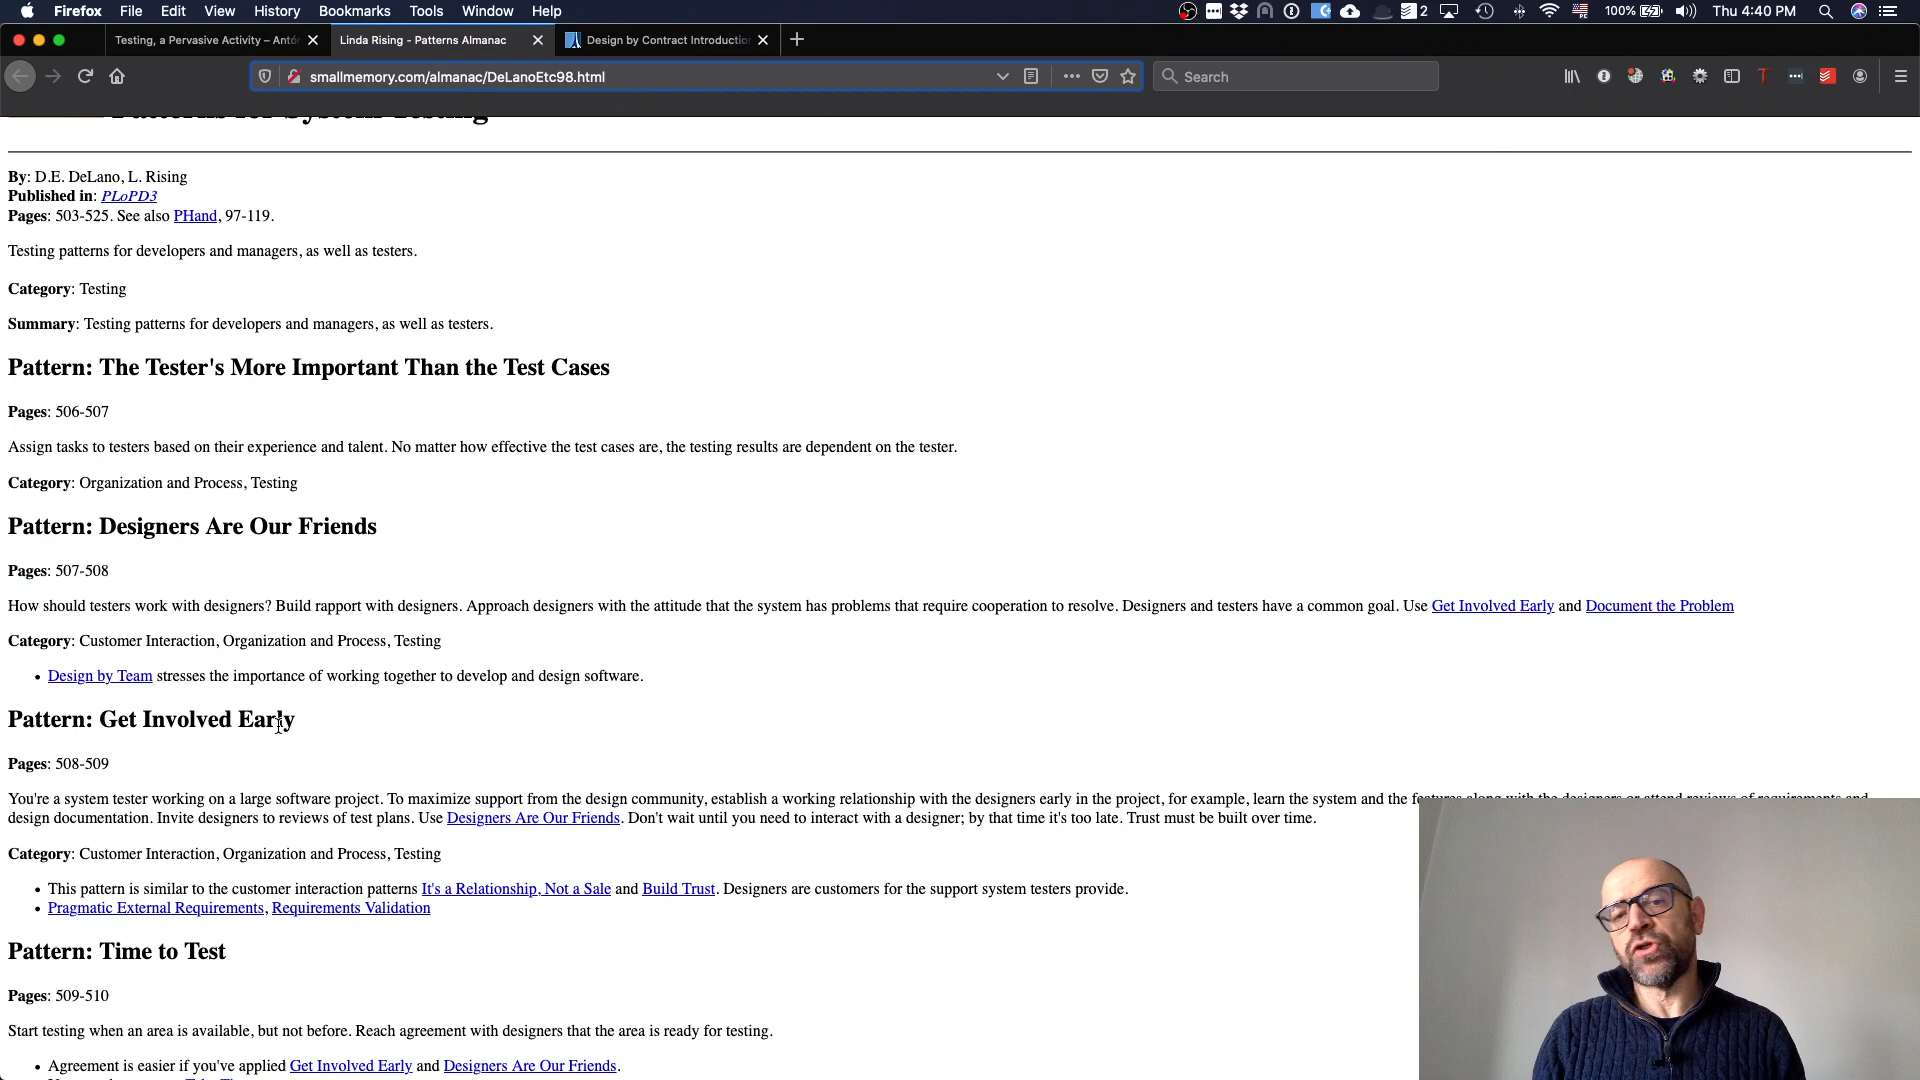 Firefox File Edit View History Bookmarks Tools Window Help 2 100% Thu 4:40 PM
Testing, a Pervasive Activity – Antó Linda Rising - Patterns Almanac Design by Contract Introductio
smallmemory.com/almanac/DeLanoEtc98.html Search
Patterns for System Testing
By: D.E. DeLano, L. Rising
Published in: PLoPD3
Pages: 503-525. See also PHand, 97-119.
Testing patterns for developers and managers, as well as testers.
Category: Testing
Summary: Testing patterns for developers and managers, as well as testers.
Pattern: The Tester's More Important Than the Test Cases
Pages: 506-507
Assign tasks to testers based on their experience and talent. No matter how effective the test cases are, the testing results are dependent on the tester.
Category: Organization and Process, Testing
Pattern: Designers Are Our Friends
Pages: 507-508
How should testers work with designers? Build rapport with designers. Approach designers with the attitude that the system has problems that require cooperation to resolve. Designers and testers have a common goal. Use Get Involved Early and Document the Problem
Category: Customer Interaction, Organization and Process, Testing
• Design by Team stresses the importance of working together to develop and design software.
Pattern: Get Involved Early
Pages: 508-509
You're a system tester working on a large software project. To maximize support from the design community, establish a working relationship with the designers early in the project, for example, learn the system and the features along with the designers or attend reviews of requirements and
design documentation. Invite designers to reviews of test plans. Use Designers Are Our Friends. Don't wait until you need to interact with a designer; by that time it's too late. Trust must be built over time.
Category: Customer Interaction, Organization and Process, Testing
• This pattern is similar to the customer interaction patterns It's a Relationship, Not a Sale and Build Trust. Designers are customers for the support system testers provide.
• Pragmatic External Requirements, Requirements Validation
Pattern: Time to Test
Pages: 509-510
Start testing when an area is available, but not before. Reach agreement with designers that the area is ready for testing.
• Agreement is easier if you've applied Get Involved Early and Designers Are Our Friends.